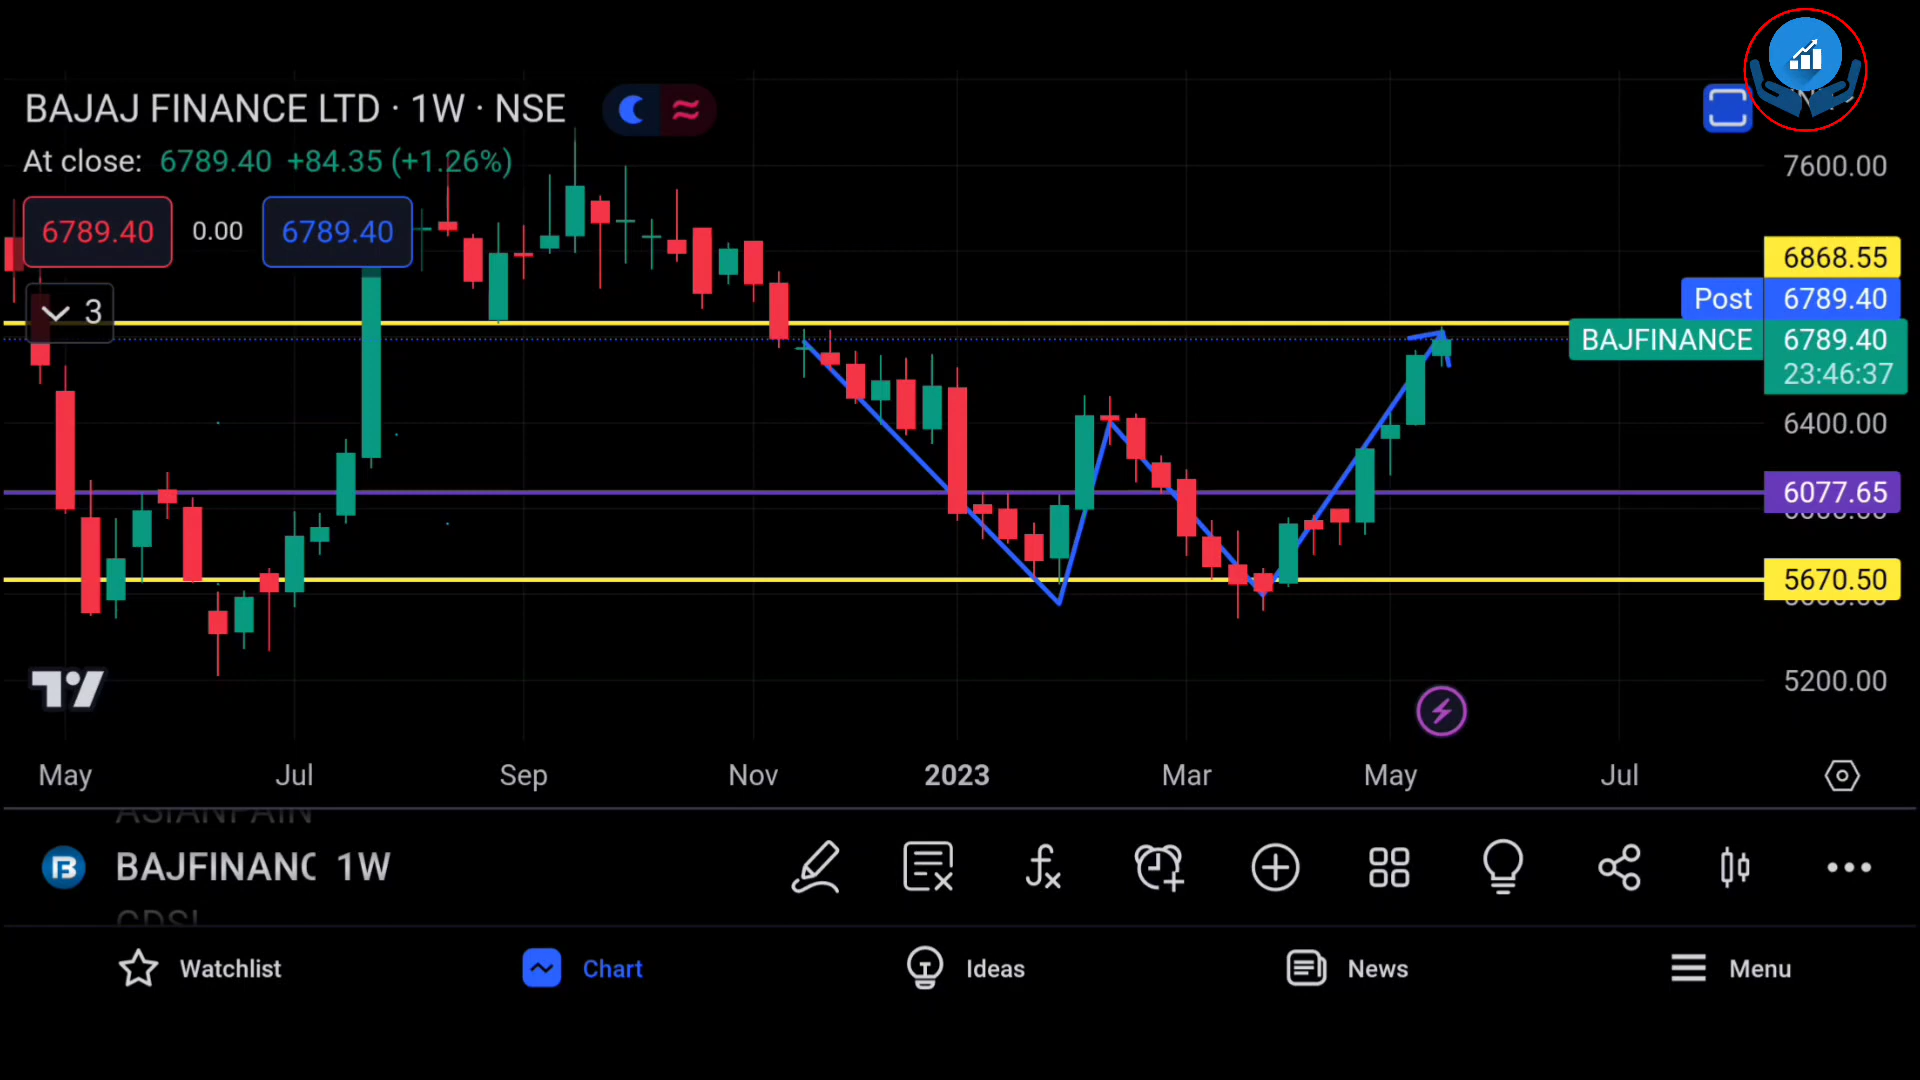 BAJAJ FINANCE LTD · 1W · NSE
At close: 6789.40 +84.35 (+1.26%)
6789.40 0.00 6789.40
3
7600.00
6868.55
Post 6789.40
BAJFINANCE 6789.40
23:46:37
6400.00
6077.65
5670.50
5200.00
May Jul Sep Nov 2023 Mar May Jul
ASIANPAIN
BAJFINANC 1W
CDSL
Watchlist Chart Ideas News Menu